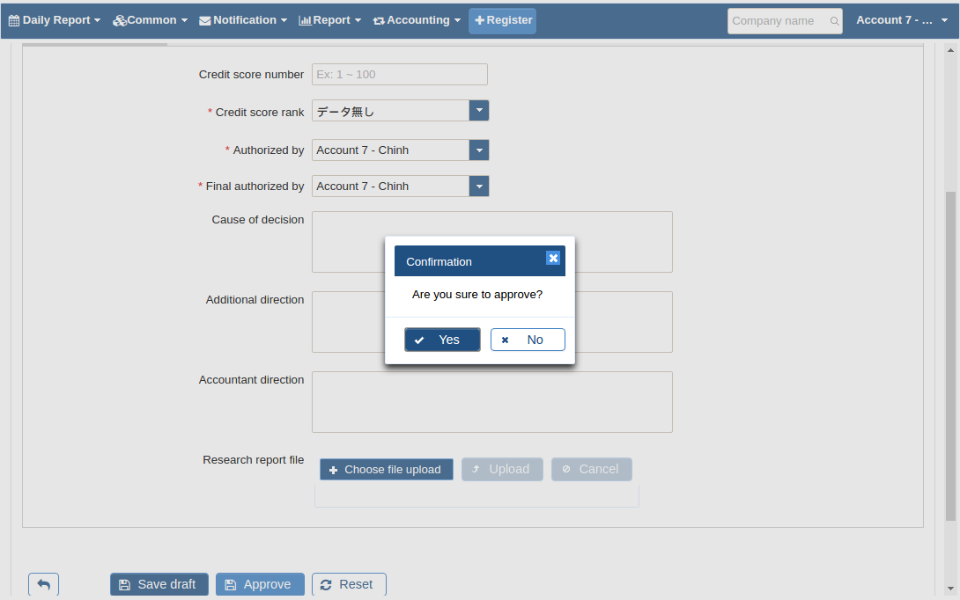 Daily Report Common Notification Report Accounting Register Company name Account 7 - ...
Credit score number Ex: 1 ~ 100
* Credit score rank データ無し
* Authorized by Account 7 - Chinh
* Final authorized by Account 7 - Chinh
Cause of decision
Confirmation
Are you sure to approve?
Yes No
Additional direction
Accountant direction
Research report file
Choose file upload Upload Cancel
Save draft Approve Reset